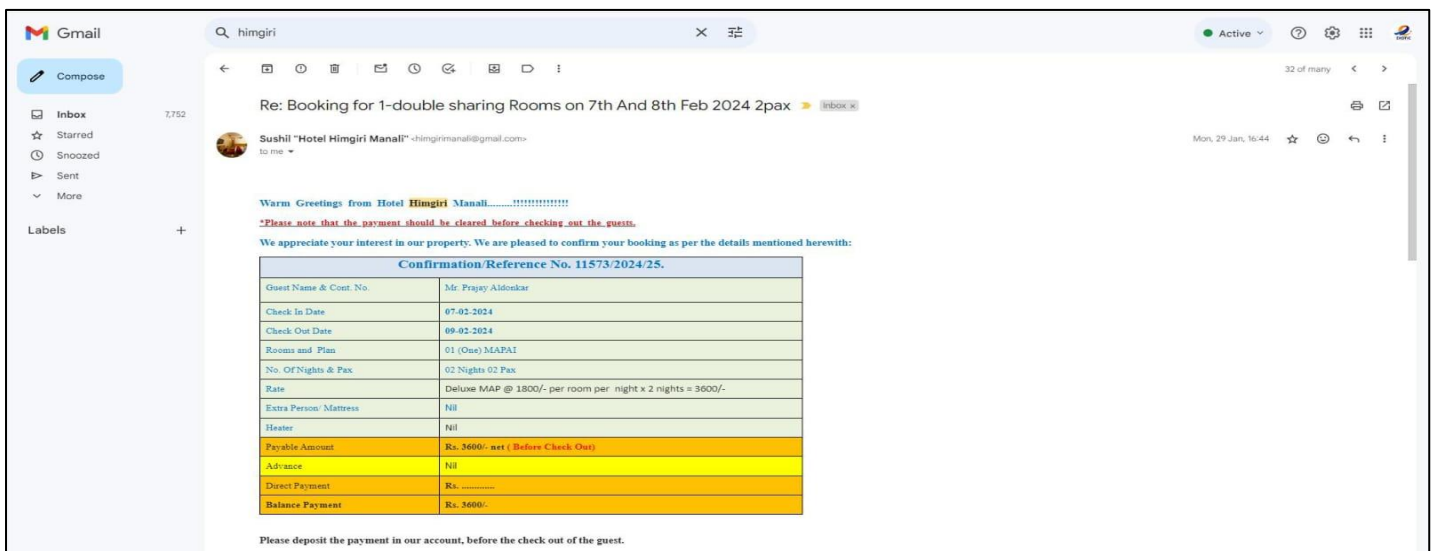 Gmail
himgiri
Active
Compose
32 of many
Re: Booking for 1-double sharing Rooms on 7th And 8th Feb 2024 2pax
Inbox x
Inbox 7,752
Starred
Snoozed
Sent
More
Labels
Sushil "Hotel Himgiri Manali" <himgirimanali@gmail.com>
to me
Mon, 29 Jan, 16:44
Warm Greetings from Hotel Himgiri Manali.........!!!!!!!!!!!!!!!
*Please note that the payment should be cleared before checking out the guests.
We appreciate your interest in our property. We are pleased to confirm your booking as per the details mentioned herewith:
Confirmation/Reference No. 11573/2024/25.
Guest Name & Cont. No. Mr. Prajay Aldonkar
Check In Date 07-02-2024
Check Out Date 09-02-2024
Rooms and Plan 01 (One) MAPAI
No. Of Nights & Pax 02 Nights 02 Pax
Rate Deluxe MAP @ 1800/- per room per night x 2 nights = 3600/-
Extra Person/ Mattress Nil
Heater Nil
Payable Amount Rs. 3600/- net ( Before Check Out)
Advance Nil
Direct Payment Rs. .............
Balance Payment Rs. 3600/-
Please deposit the payment in our account, before the check out of the guest.